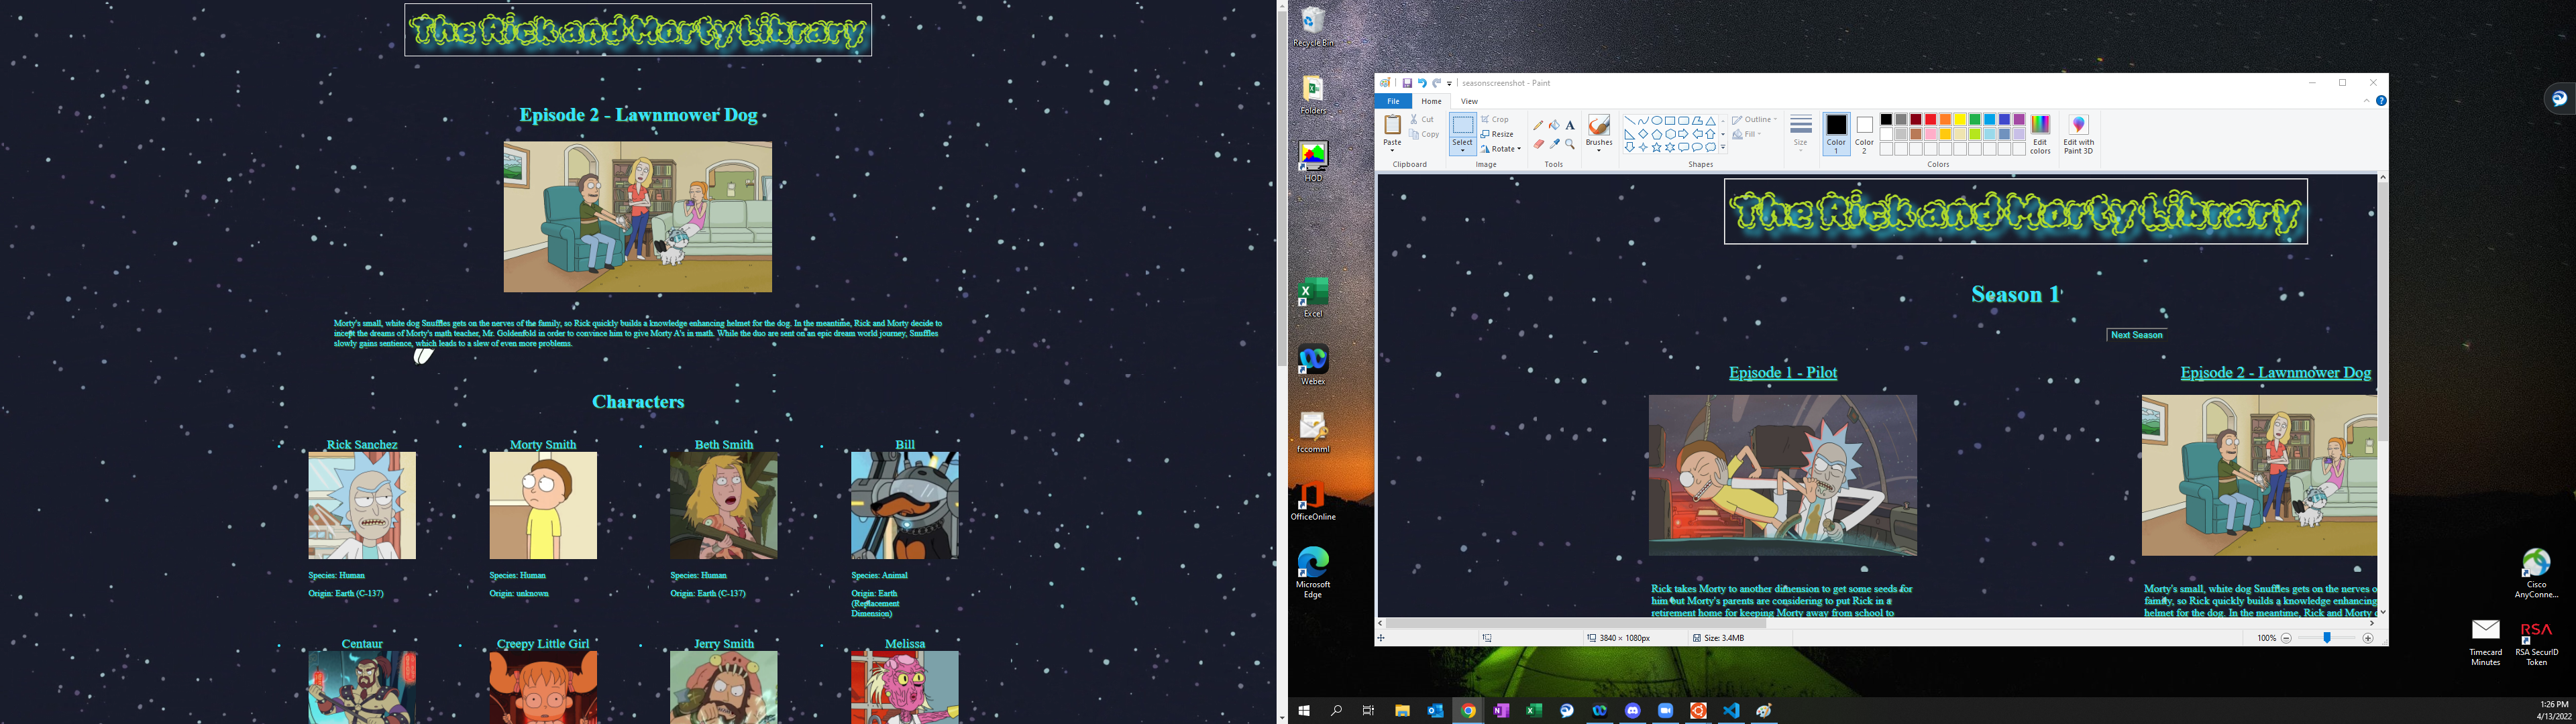 The Rick and Morty Library
Episode 2 - Lawnmower Dog
Morty's small, white dog Snuffles gets on the nerves of the family, so Rick quickly builds a knowledge enhancing helmet for the dog. In the meantime, Rick and Morty decide to
incept the dreams of Morty's math teacher, Mr. Goldenfold in order to convince him to give Morty A's in math. While the duo are sent on an epic dream world journey, Snuffles
slowly gains sentience, which leads to a slew of even more problems.
Characters
Rick Sanchez
Species: Human
Origin: Earth (C-137)
Morty Smith
Species: Human
Origin: unknown
Beth Smith
Species: Human
Origin: Earth (C-137)
Bill
Species: Animal
Origin: Earth
(Replacement
Dimension)
Centaur
Creepy Little Girl
Jerry Smith
Melissa
Recycle Bin
Folders
HOD
Excel
Webex
fccomml
OfficeOnline
Microsoft
Edge
seasonscreenshot - Paint
File Home View
Paste
Cut
Copy
Clipboard
Select
Crop
Resize
Rotate
Image
Tools
Brushes
Shapes
Outline
Fill
Size
Color
1
Color
2
Edit
colors
Colors
Edit with
Paint 3D
The Rick and Morty Library
Season 1
Next Season
Episode 1 - Pilot
Rick takes Morty to another dimension to get some seeds for
him but Morty's parents are considering to put Rick in a
retirement home for keeping Morty away from school to
Episode 2 - Lawnmower Dog
Morty's small, white dog Snuffles gets on the nerves o
family, so Rick quickly builds a knowledge enhancing
helmet for the dog. In the meantime, Rick and Morty d
3840 × 1080px
Size: 3.4MB
100%
Cisco
AnyConne...
Timecard
Minutes
RSA
RSA SecurID
Token
1:26 PM
4/13/2022